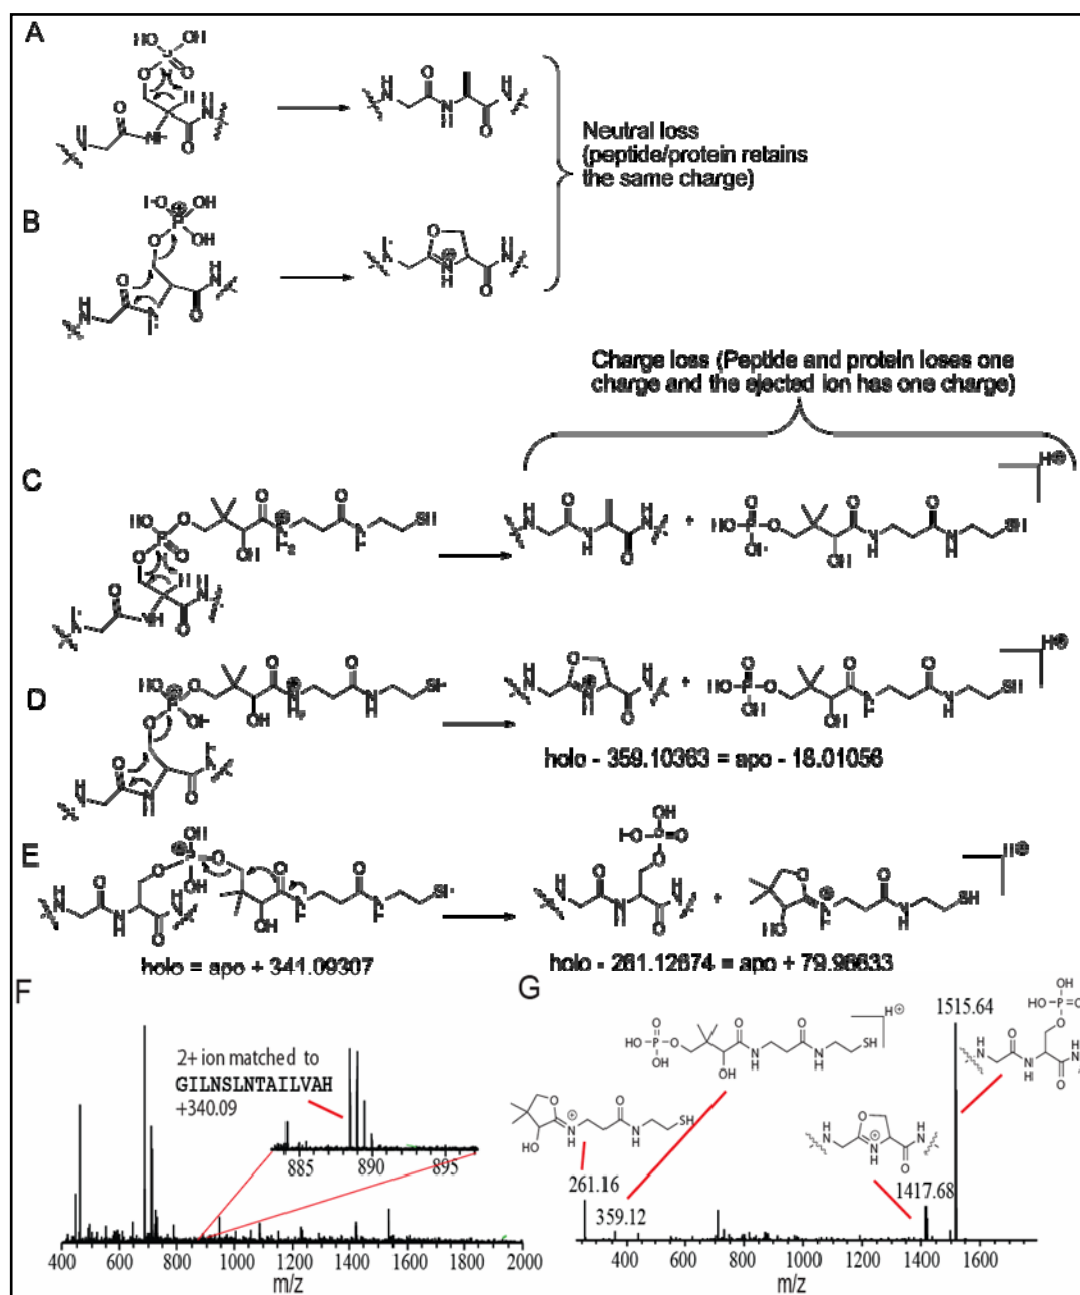 A
Neutral loss
(peptide/protein retains
the same charge)
B
Charge loss (Peptide and protein loses one
charge and the ejected ion has one charge)
C
D
holo - 359.10363 = apo - 18.01056
E
holo = apo + 341.09307
holo - 261.12674 = apo + 79.96633
F
2+ ion matched to
GILNSLNTAILVAH
+340.09
885 890 895
400 600 800 1000 1200 1400 1600 1800 2000
m/z
G
1515.64
261.16
359.12
1417.68
400 600 800 1000 1200 1400 1600
m/z